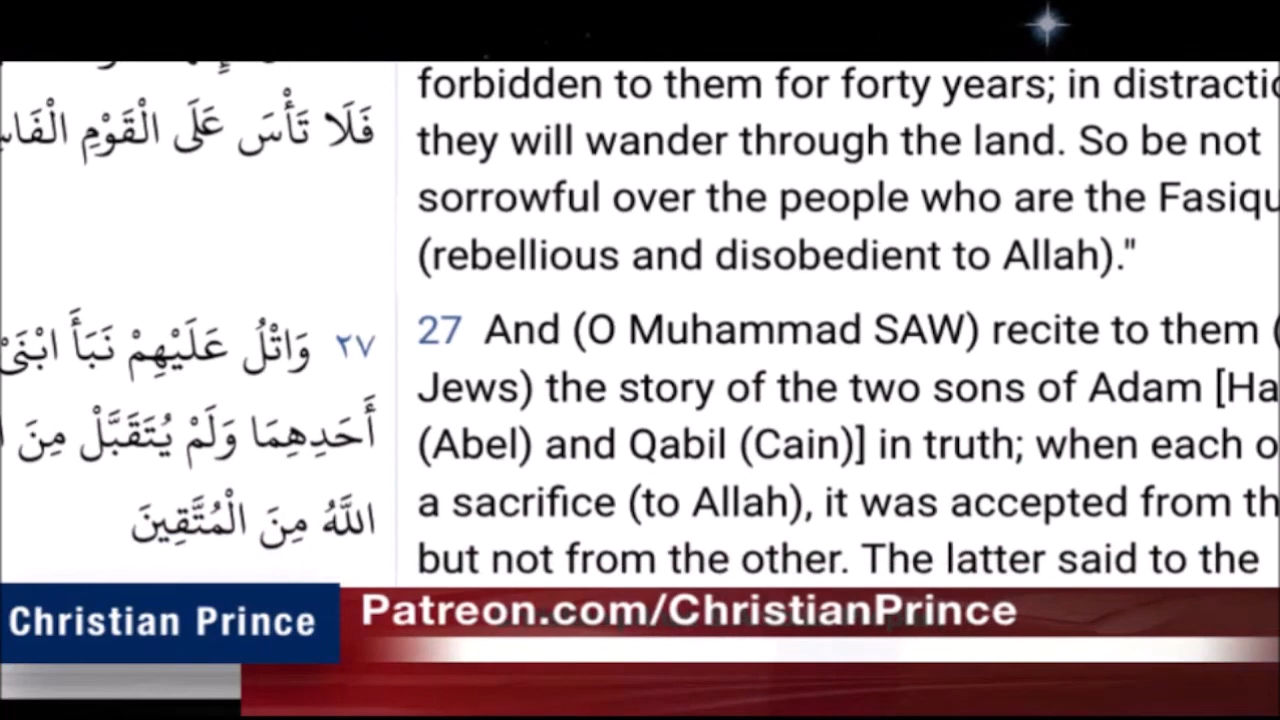 forbidden to them for forty years; in distractio
they will wander through the land. So be not
sorrowful over the people who are the Fasiqu
(rebellious and disobedient to Allah)."
فَلَا تَأْسَ عَلَى الْقَوْمِ الْفَاس
27 And (O Muhammad SAW) recite to them (
Jews) the story of the two sons of Adam [Ha
(Abel) and Qabil (Cain)] in truth; when each o
a sacrifice (to Allah), it was accepted from th
but not from the other. The latter said to the
٢٧ وَاتْلُ عَلَيْهِمْ نَبَأَ ابْنَيْ
أَحَدِهِمَا وَلَمْ يُتَقَبَّلْ مِنَ
اللَّهُ مِنَ الْمُتَّقِينَ
Christian Prince
Patreon.com/ChristianPrince